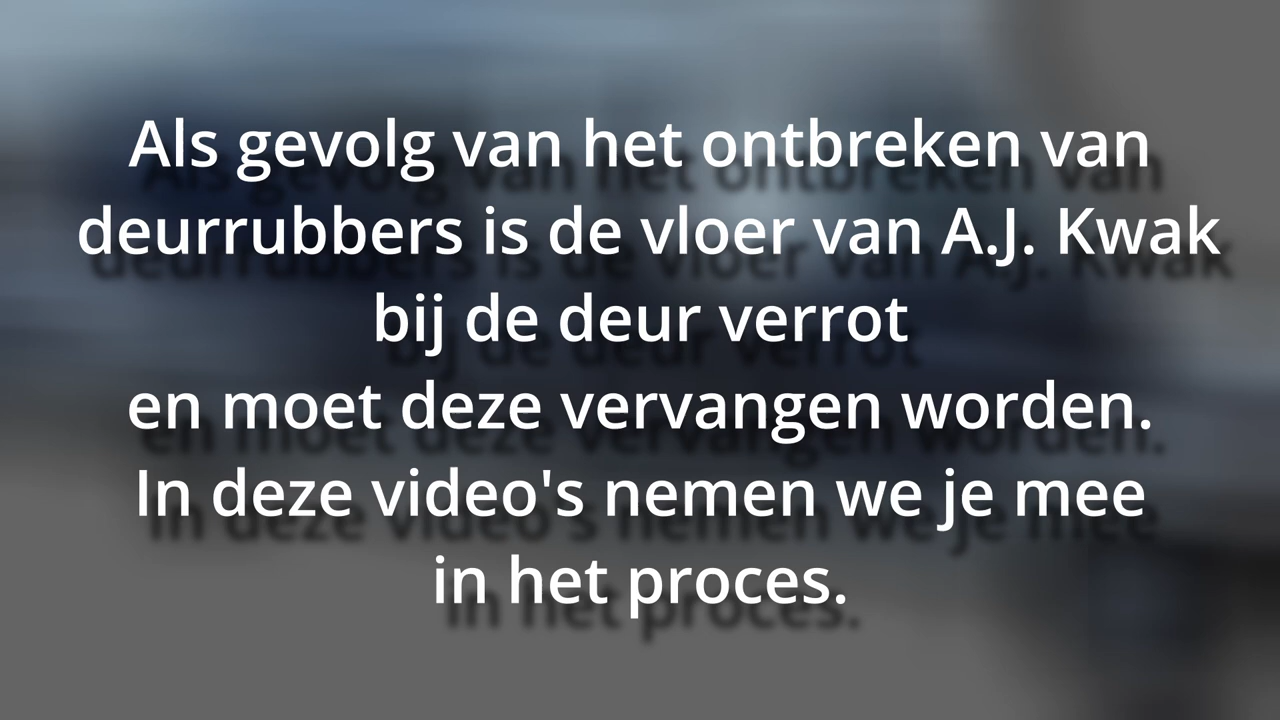 Als gevolg van het ontbreken van
deurrubbers is de vloer van A.J. Kwak
bij de deur verrot
en moet deze vervangen worden.
In deze video's nemen we je mee
in het proces.